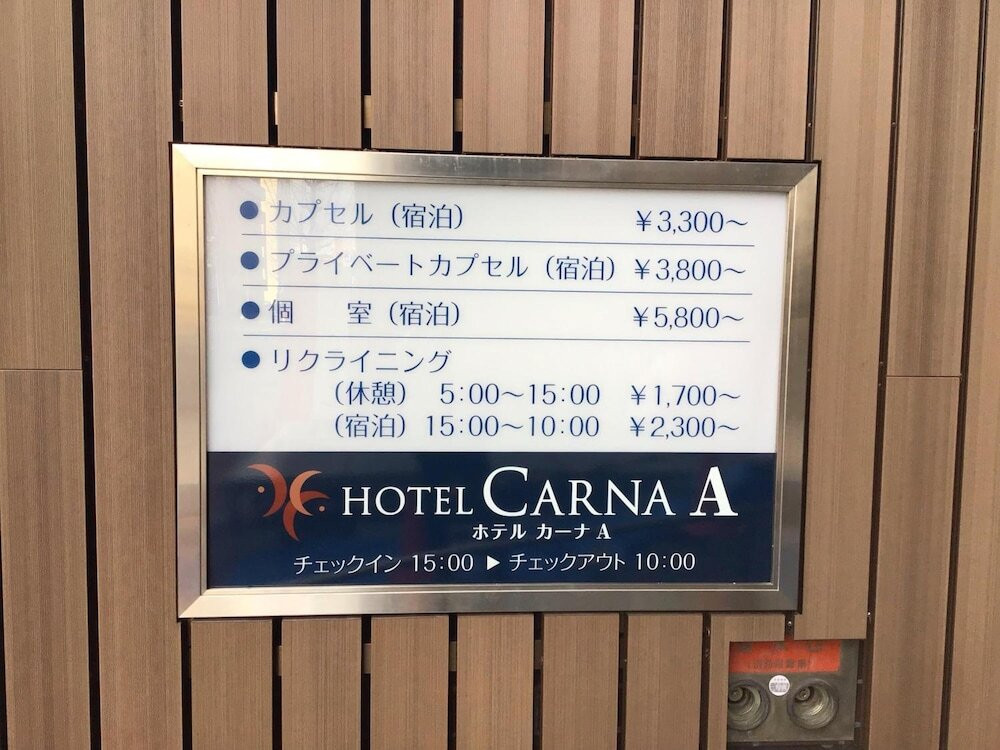 ●カプセル（宿泊） ￥3,300～
●プライベートカプセル（宿泊） ￥3,800～
●個　　室（宿泊） ￥5,800～
●リクライニング
（休憩） 5:00～15:00 ￥1,700～
（宿泊） 15:00～10:00 ￥2,300～
HOTEL CARNA A
ホテル カーナ A
チェックイン 15:00 ▶ チェックアウト 10:00